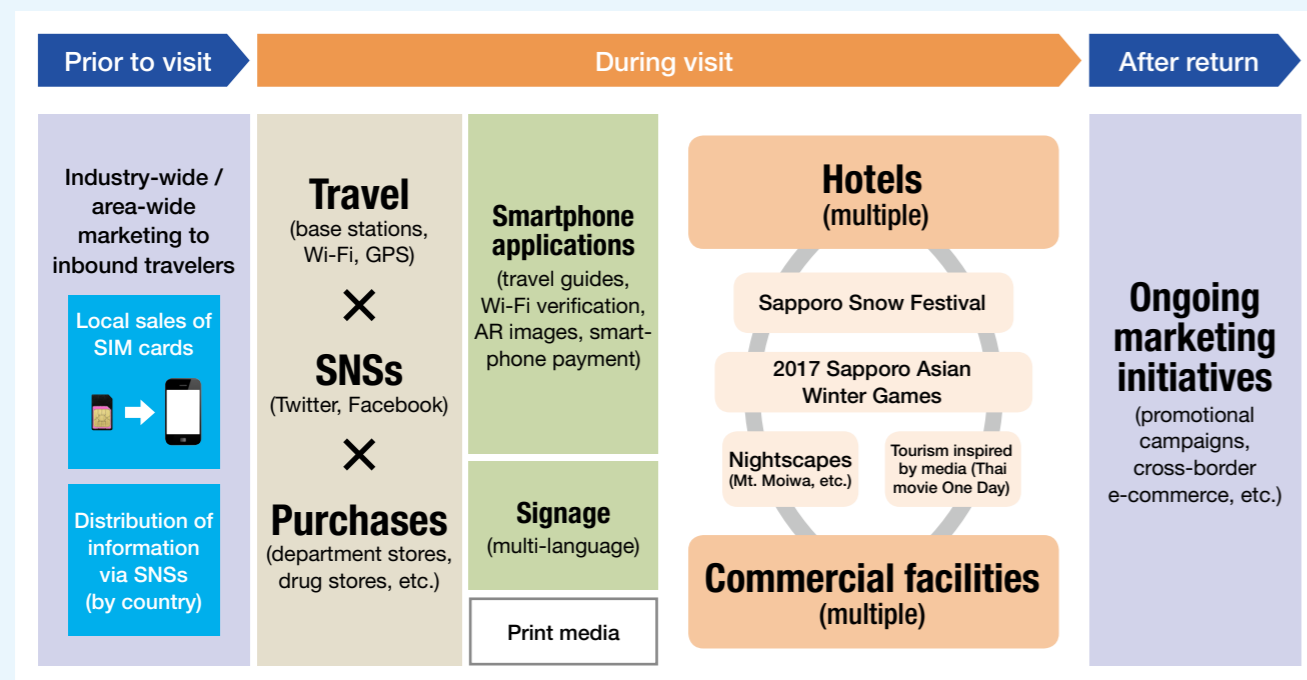 Prior to visit
During visit
After return
Industry-wide /
area-wide
marketing to
inbound travelers
Local sales of
SIM cards
Distribution of
information
via SNSs
(by country)
Travel
(base stations,
Wi-Fi, GPS)
×
SNSs
(Twitter, Facebook)
×
Purchases
(department stores,
drug stores, etc.)
Smartphone
applications
(travel guides,
Wi-Fi verification,
AR images, smart-
phone payment)
Signage
(multi-language)
Print media
Hotels
(multiple)
Sapporo Snow Festival
2017 Sapporo Asian
Winter Games
Nightscapes
(Mt. Moiwa, etc.)
Tourism inspired
by media (Thai
movie One Day)
Commercial facilities
(multiple)
Ongoing
marketing
initiatives
(promotional
campaigns,
cross-border
e-commerce, etc.)